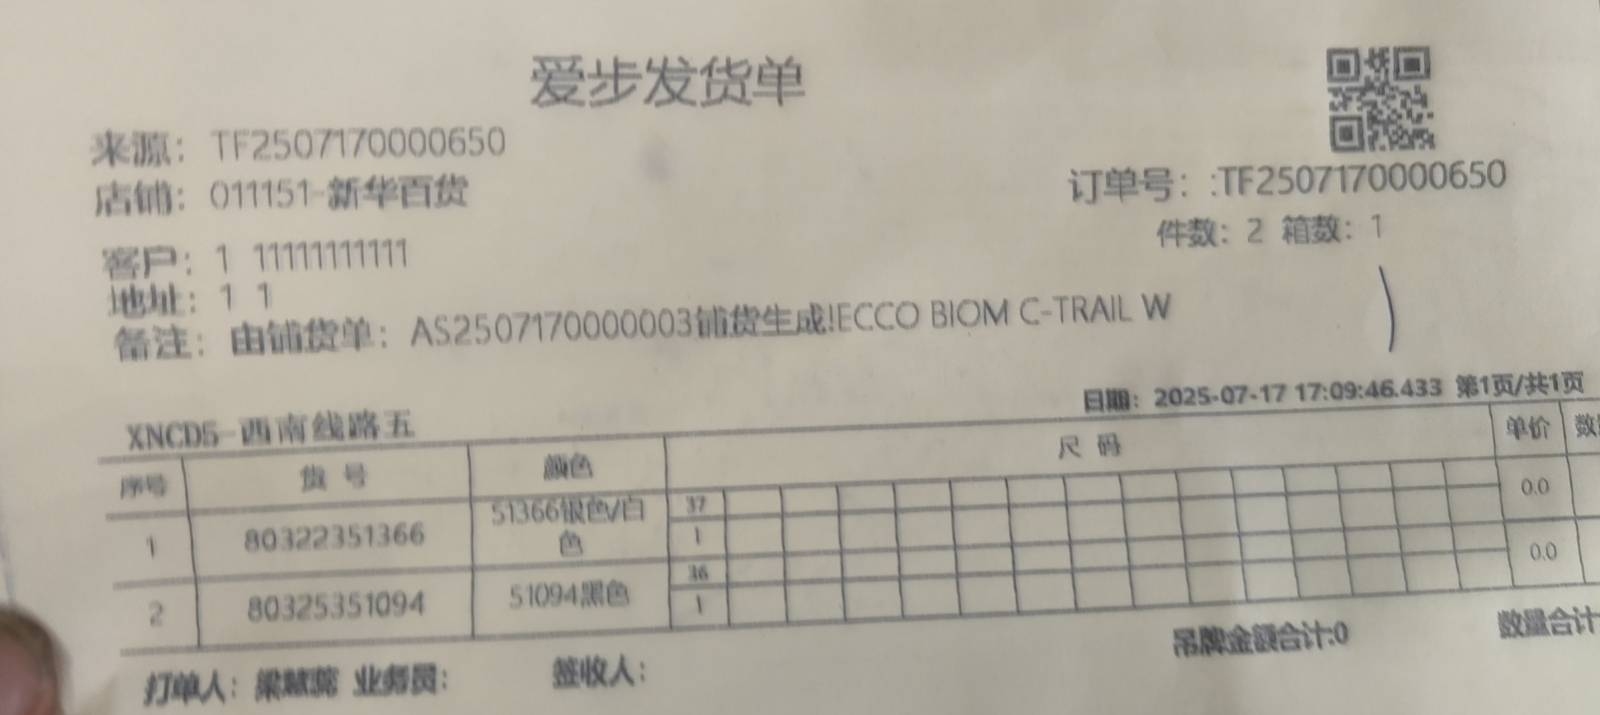 爱步发货单
来源：TF2507170000650
店铺：011151-新华百货
订单号：:TF2507170000650
件数：2 箱数：1
客户：1 11111111111
地址：1 1
备注：由铺货单：AS2507170000003铺货生成!ECCO BIOM C-TRAIL W
日期：2025-07-17 17:09:46.433 第1页/共1页
XNCD5-西南线路五
序号 货号 颜色 尺码 单价
1 80322351366 51366银色/白色 37 1 0.0
2 80325351094 51094黑色 36 1 0.0
吊牌金额合计:0 数量合计
打单人： 业务员： 签收人：